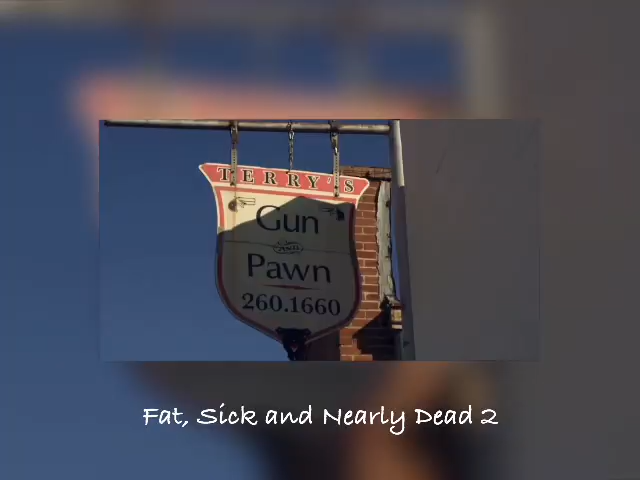 TERRY'S
Gun
AND
Pawn
260.1660
Fat, Sick and Nearly Dead 2